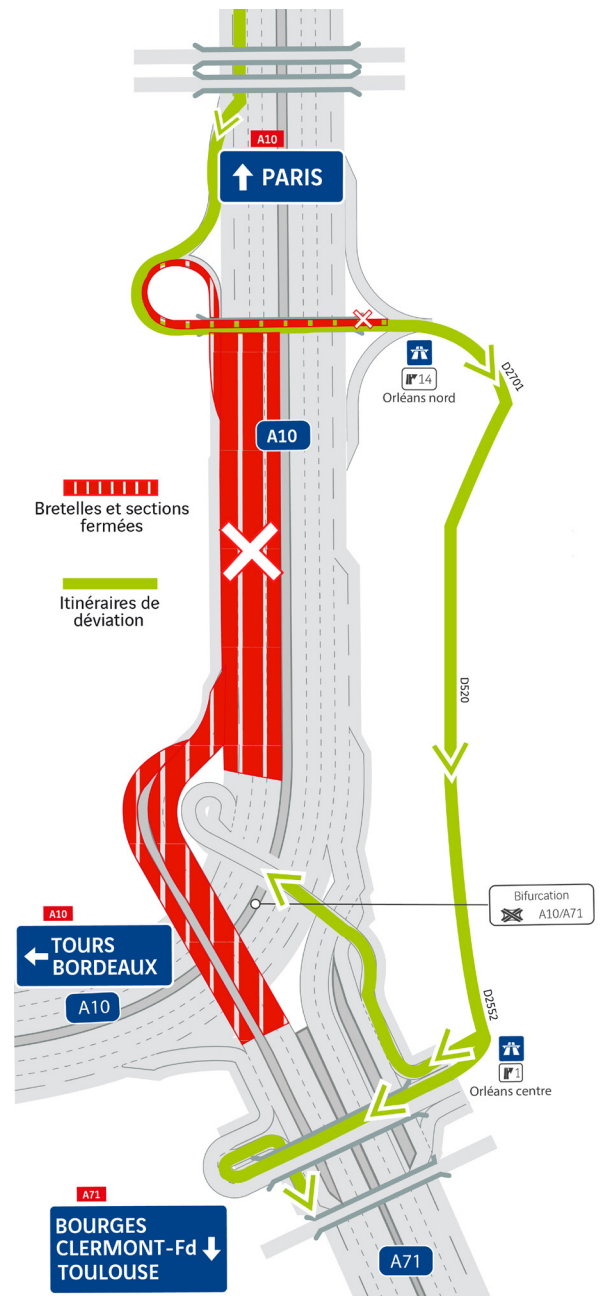 A10
PARIS
D2701
14
Orléans nord
A10
Bretelles et sections
fermées
Itinéraires de
déviation
D520
Bifurcation
A10/A71
A10
TOURS
BORDEAUX
A10
D2552
1
Orléans centre
A71
BOURGES
CLERMONT-Fd
TOULOUSE
A71